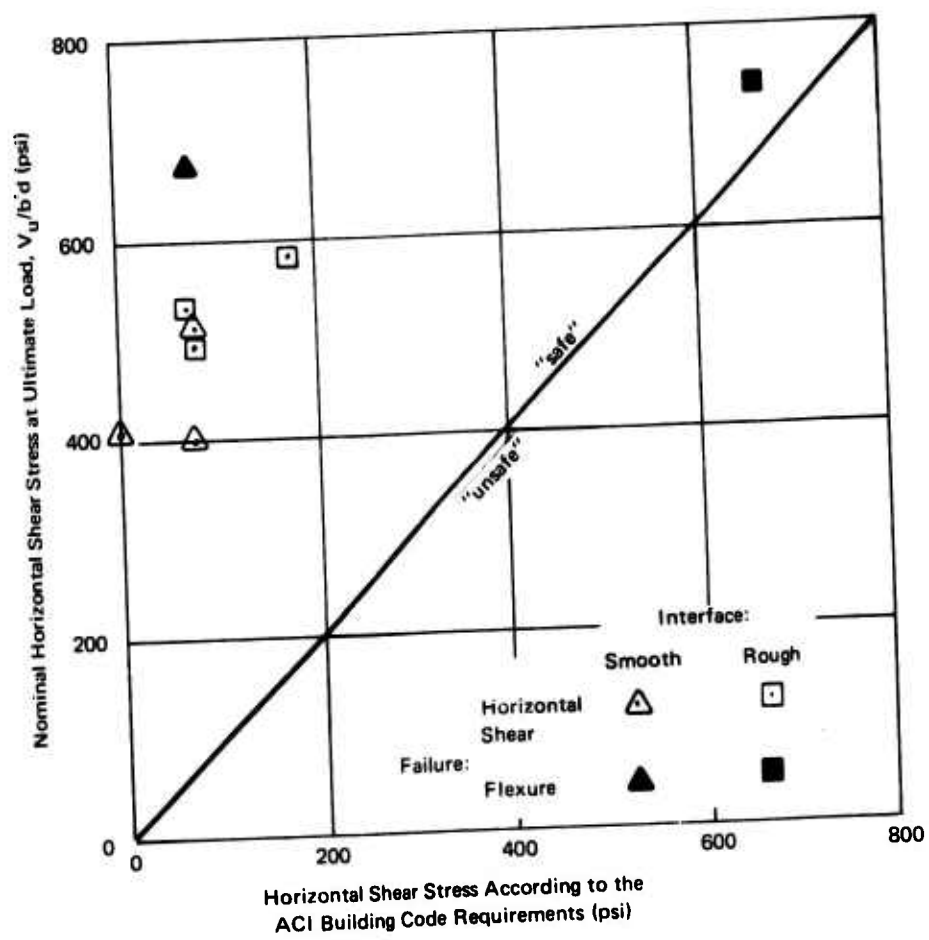 800
600
400
200
0
Nominal Horizontal Shear Stress at Ultimate Load, Vu/b'd (psi)
"safe"
"unsafe"
Interface:
Smooth Rough
Horizontal
Shear
Failure:
Flexure
0 200 400 600 800
Horizontal Shear Stress According to the
ACI Building Code Requirements (psi)